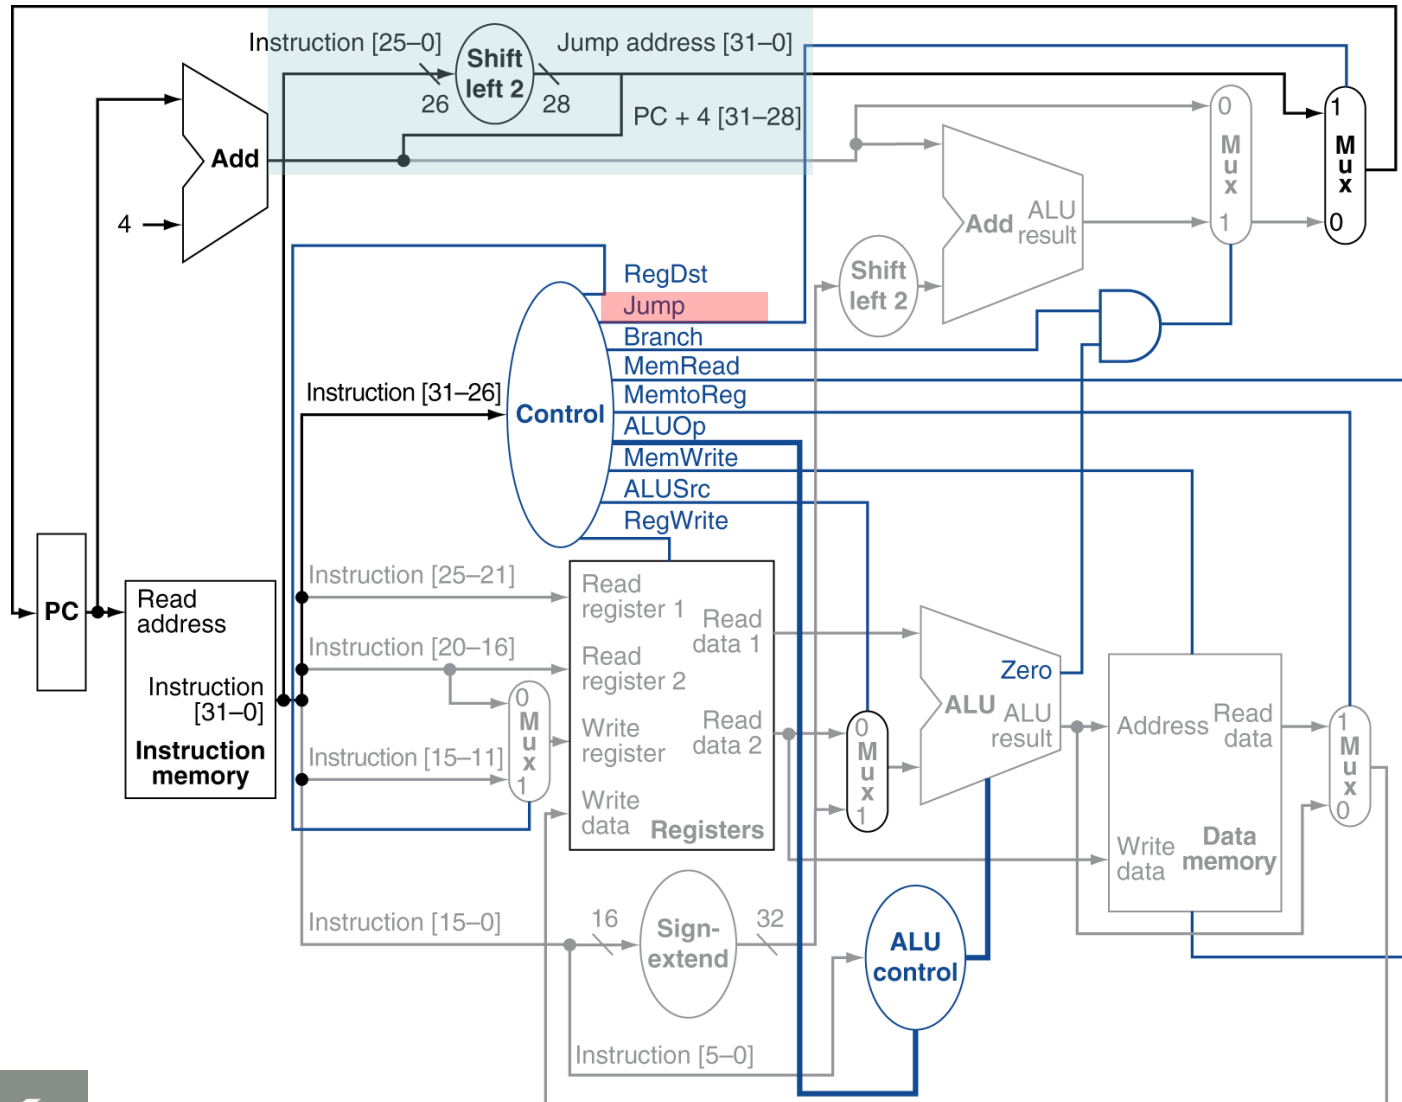 Instruction [25–0]
Shift
left 2
Jump address [31–0]
26
28
PC + 4 [31–28]
Add
4
0
M
u
x
1
1
M
u
x
0
Add
ALU
result
Shift
left 2
RegDst
Jump
Branch
MemRead
MemtoReg
ALUOp
MemWrite
ALUSrc
RegWrite
Instruction [31–26]
Control
PC
Read
address
Instruction
[31–0]
Instruction
memory
Instruction [25–21]
Instruction [20–16]
Instruction [15–11]
0
M
u
x
1
Read
register 1
Read
register 2
Write
register
Write
data
Read
data 1
Read
data 2
Registers
0
M
u
x
1
Zero
ALU
ALU
result
Address
Read
data
Write
data
Data
memory
1
M
u
x
0
Instruction [15–0]
16
Sign-
extend
32
ALU
control
Instruction [5–0]